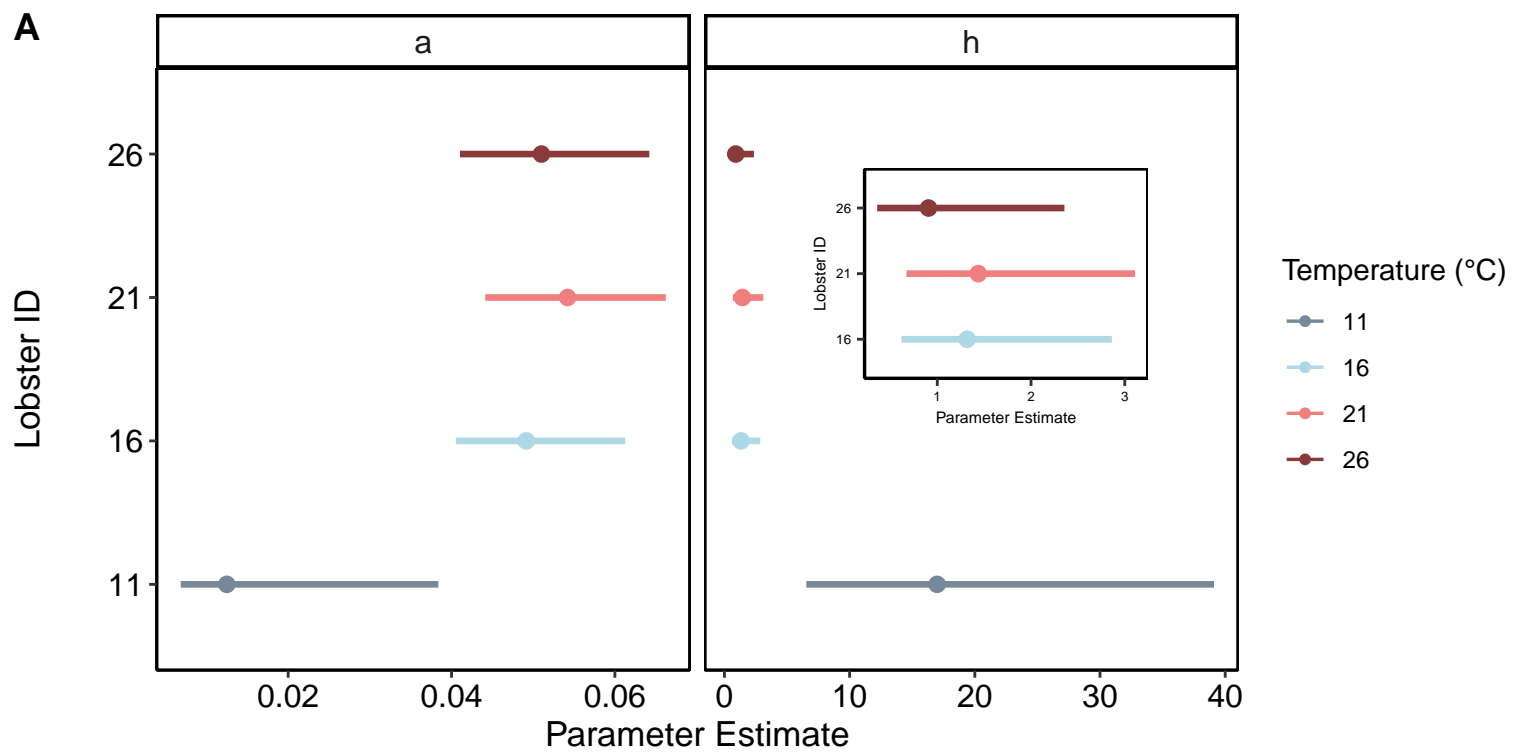 A
a
h
Lobster ID
26
21
16
11
0.02 0.04 0.06
0 10 20 30 40
Parameter Estimate
Lobster ID
26
21
16
1 2 3
Parameter Estimate
Temperature (°C)
11
16
21
26